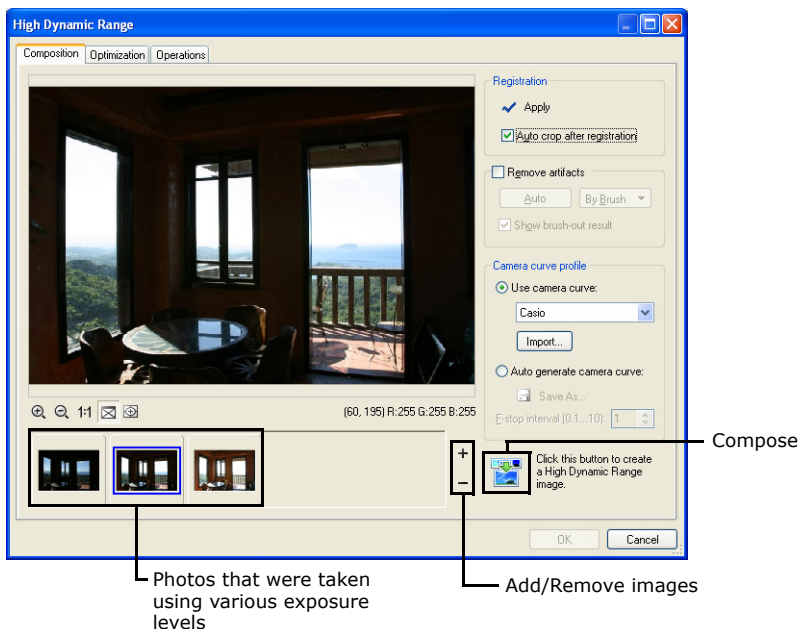 High Dynamic Range
Composition Optimization Operations
Registration
Apply
Auto crop after registration
Remove artifacts
Auto By Brush
Show brush-out result
Camera curve profile
Use camera curve:
Casio
Import...
Auto generate camera curve:
Save As...
E-stop interval (0.1...10): 1
1:1 (60, 195) R:255 G:255 B:255
+
−
Click this button to create
a High Dynamic Range
image.
Compose
OK Cancel
Photos that were taken
using various exposure
levels
Add/Remove images